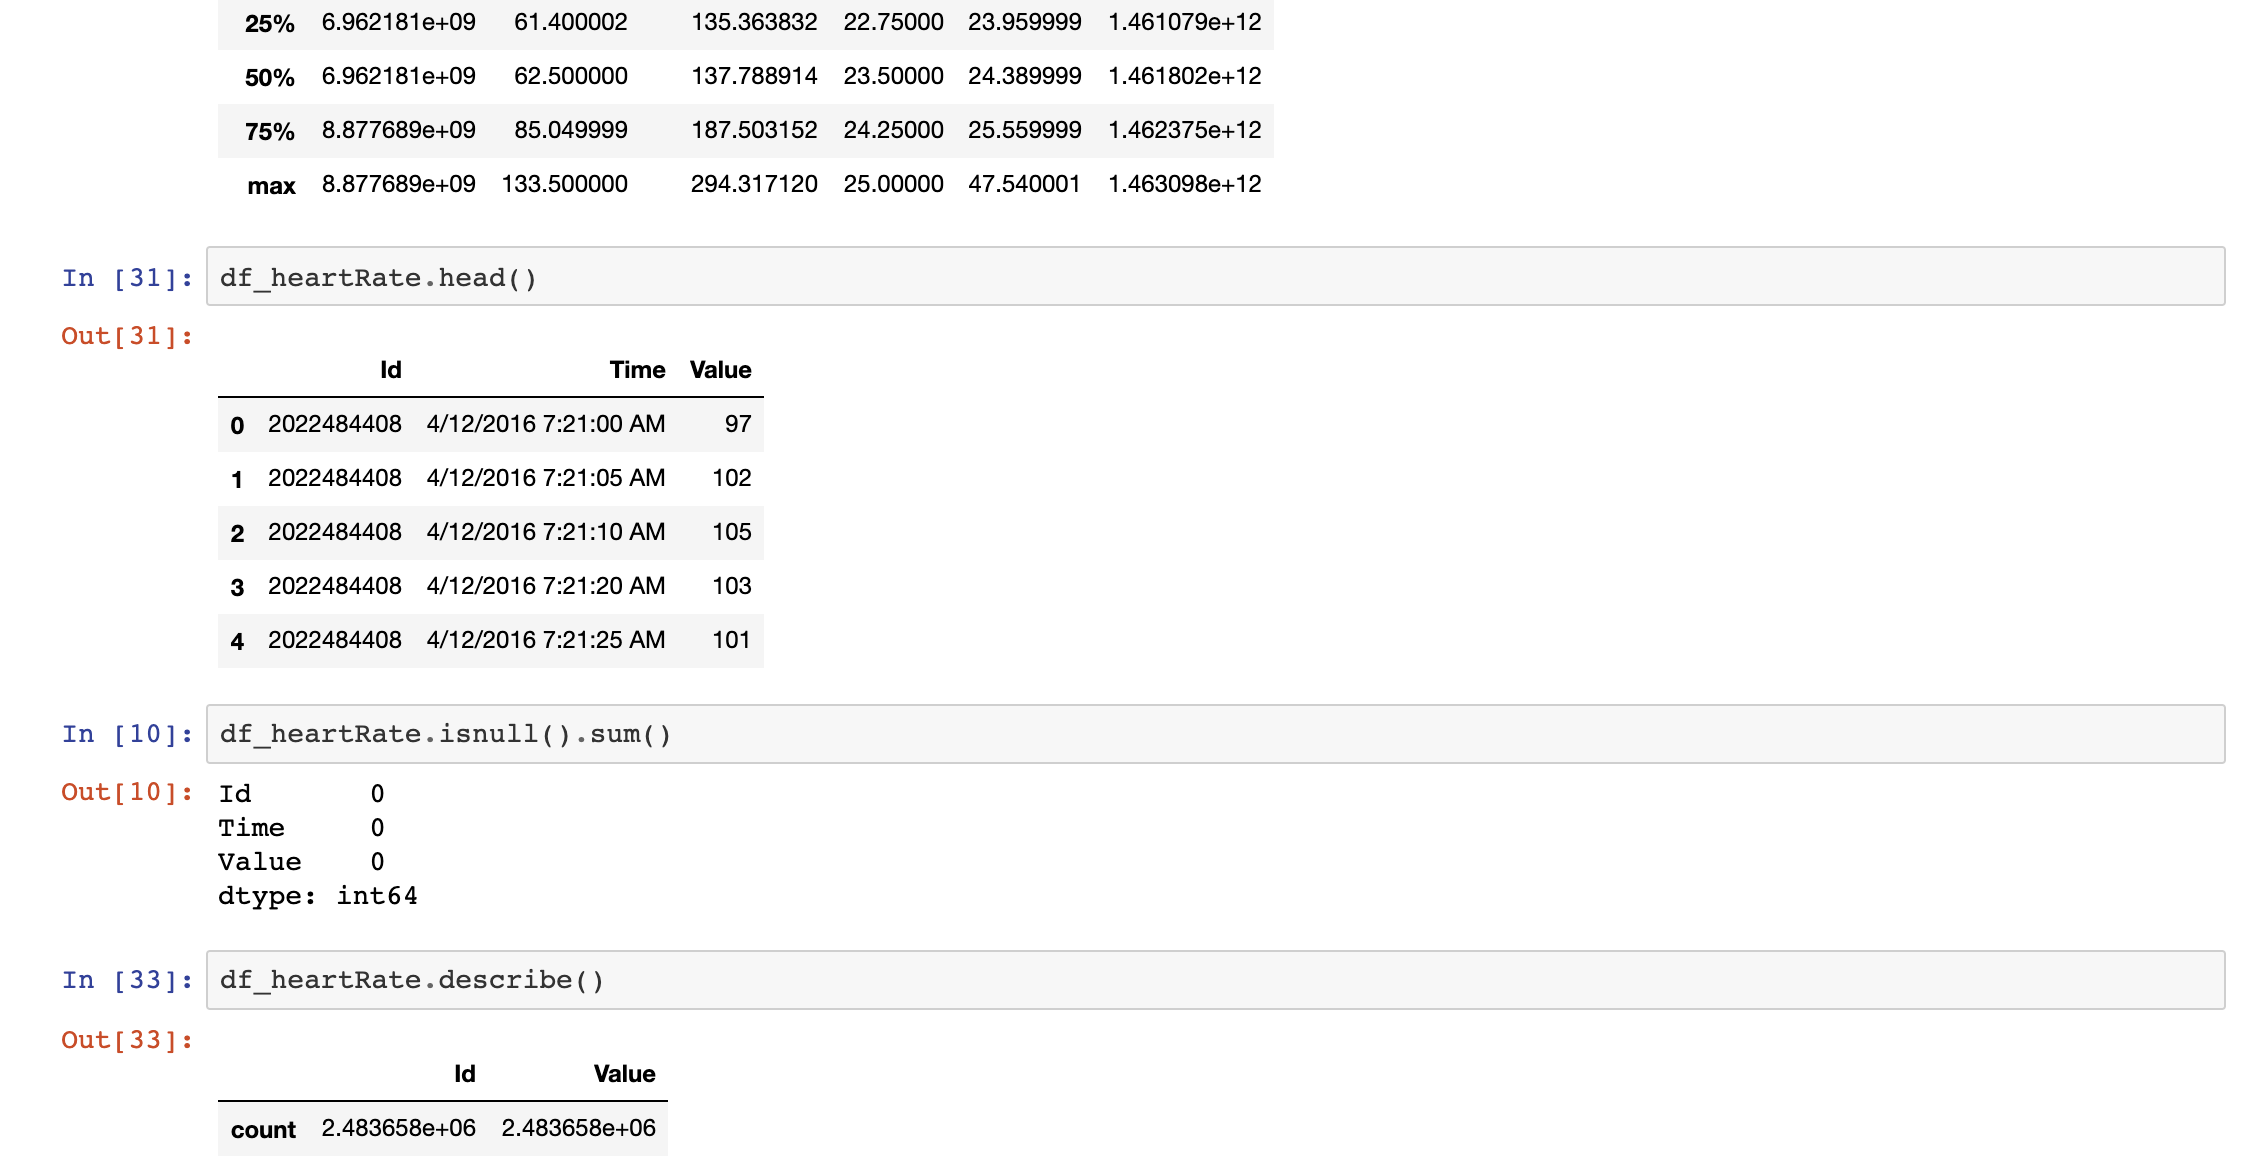 25% 6.962181e+09 61.400002 135.363832 22.75000 23.959999 1.461079e+12
50% 6.962181e+09 62.500000 137.788914 23.50000 24.389999 1.461802e+12
75% 8.877689e+09 85.049999 187.503152 24.25000 25.559999 1.462375e+12
max 8.877689e+09 133.500000 294.317120 25.00000 47.540001 1.463098e+12
In [31]: df_heartRate.head()
Out[31]:
Id Time Value
0 2022484408 4/12/2016 7:21:00 AM 97
1 2022484408 4/12/2016 7:21:05 AM 102
2 2022484408 4/12/2016 7:21:10 AM 105
3 2022484408 4/12/2016 7:21:20 AM 103
4 2022484408 4/12/2016 7:21:25 AM 101
In [10]: df_heartRate.isnull().sum()
Out[10]: Id 0
Time 0
Value 0
dtype: int64
In [33]: df_heartRate.describe()
Out[33]:
Id Value
count 2.483658e+06 2.483658e+06